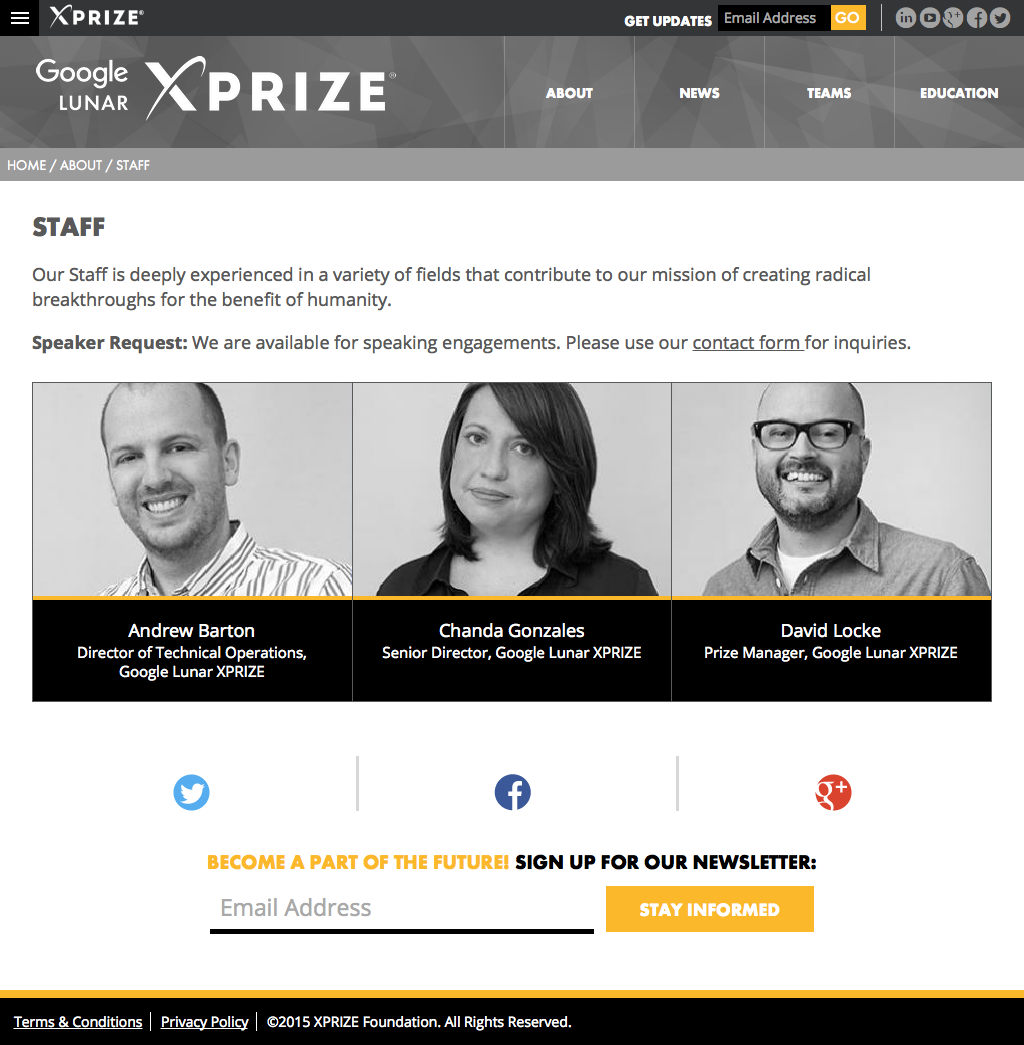 XPRIZE®
GET UPDATES Email Address GO
in g+ f
Google
LUNAR
XPRIZE®
ABOUT NEWS TEAMS EDUCATION
HOME / ABOUT / STAFF
STAFF
Our Staff is deeply experienced in a variety of fields that contribute to our mission of creating radical
breakthroughs for the benefit of humanity.
Speaker Request: We are available for speaking engagements. Please use our contact form for inquiries.
Andrew Barton
Director of Technical Operations,
Google Lunar XPRIZE
Chanda Gonzales
Senior Director, Google Lunar XPRIZE
David Locke
Prize Manager, Google Lunar XPRIZE
f g+
BECOME A PART OF THE FUTURE! SIGN UP FOR OUR NEWSLETTER:
Email Address STAY INFORMED
Terms & Conditions Privacy Policy ©2015 XPRIZE Foundation. All Rights Reserved.